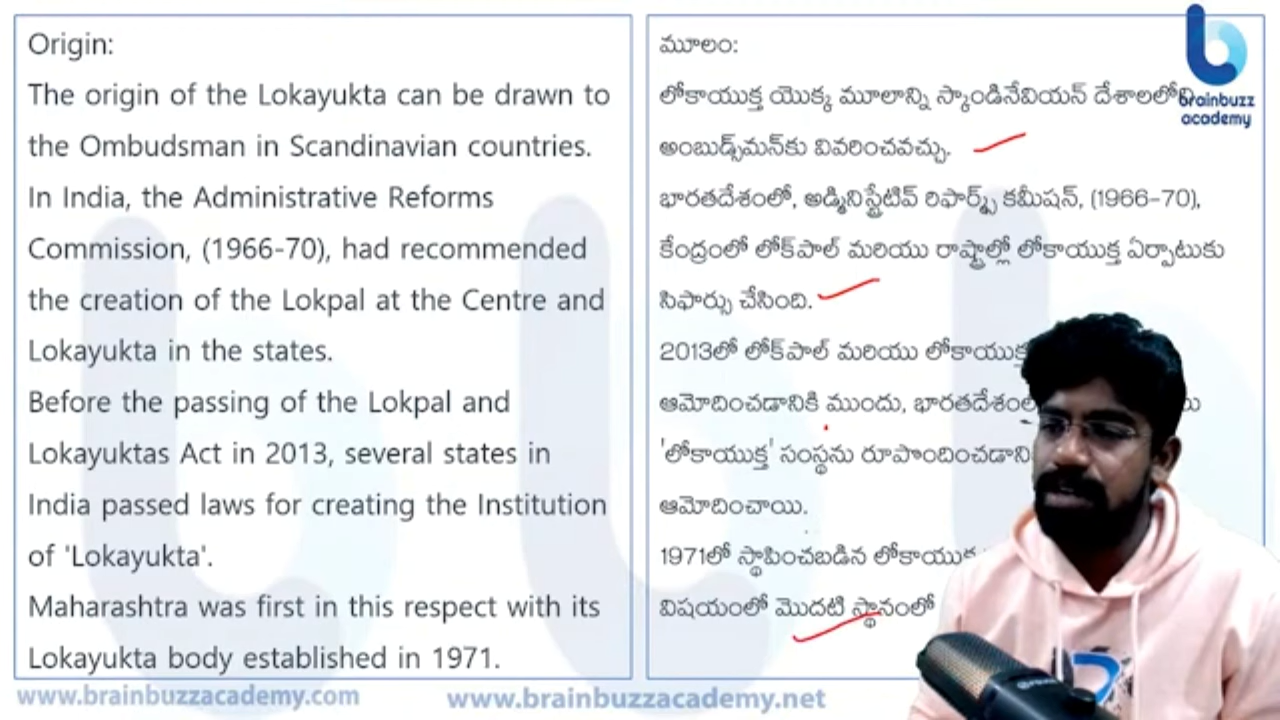 Origin:
The origin of the Lokayukta can be drawn to
the Ombudsman in Scandinavian countries.
In India, the Administrative Reforms
Commission, (1966-70), had recommended
the creation of the Lokpal at the Centre and
Lokayukta in the states.
Before the passing of the Lokpal and
Lokayuktas Act in 2013, several states in
India passed laws for creating the Institution
of 'Lokayukta'.
Maharashtra was first in this respect with its
Lokayukta body established in 1971.
మూలం:
లోకాయుక్త యొక్క మూలాన్ని స్కాండినేవియన్ దేశాలలోని
అంబుడ్స్‌మన్‌కు వివరించవచ్చు.
భారతదేశంలో, అడ్మినిస్ట్రేటివ్ రిఫార్మ్స్ కమీషన్, (1966-70),
కేంద్రంలో లోక్‌పాల్ మరియు రాష్ట్రాల్లో లోకాయుక్త ఏర్పాటుకు
సిఫార్సు చేసింది.
2013లో లోక్‌పాల్ మరియు లోకాయుక్త
ఆమోదించడానికి ముందు,
'లోకాయుక్త' సంస్థను
ఆమోదించాయి.
1971లో స్థాపించబడిన
విషయంలో మొదటి స్థానంలో
brainbuzz
academy
www.brainbuzzacademy.com
www.brainbuzzacademy.net